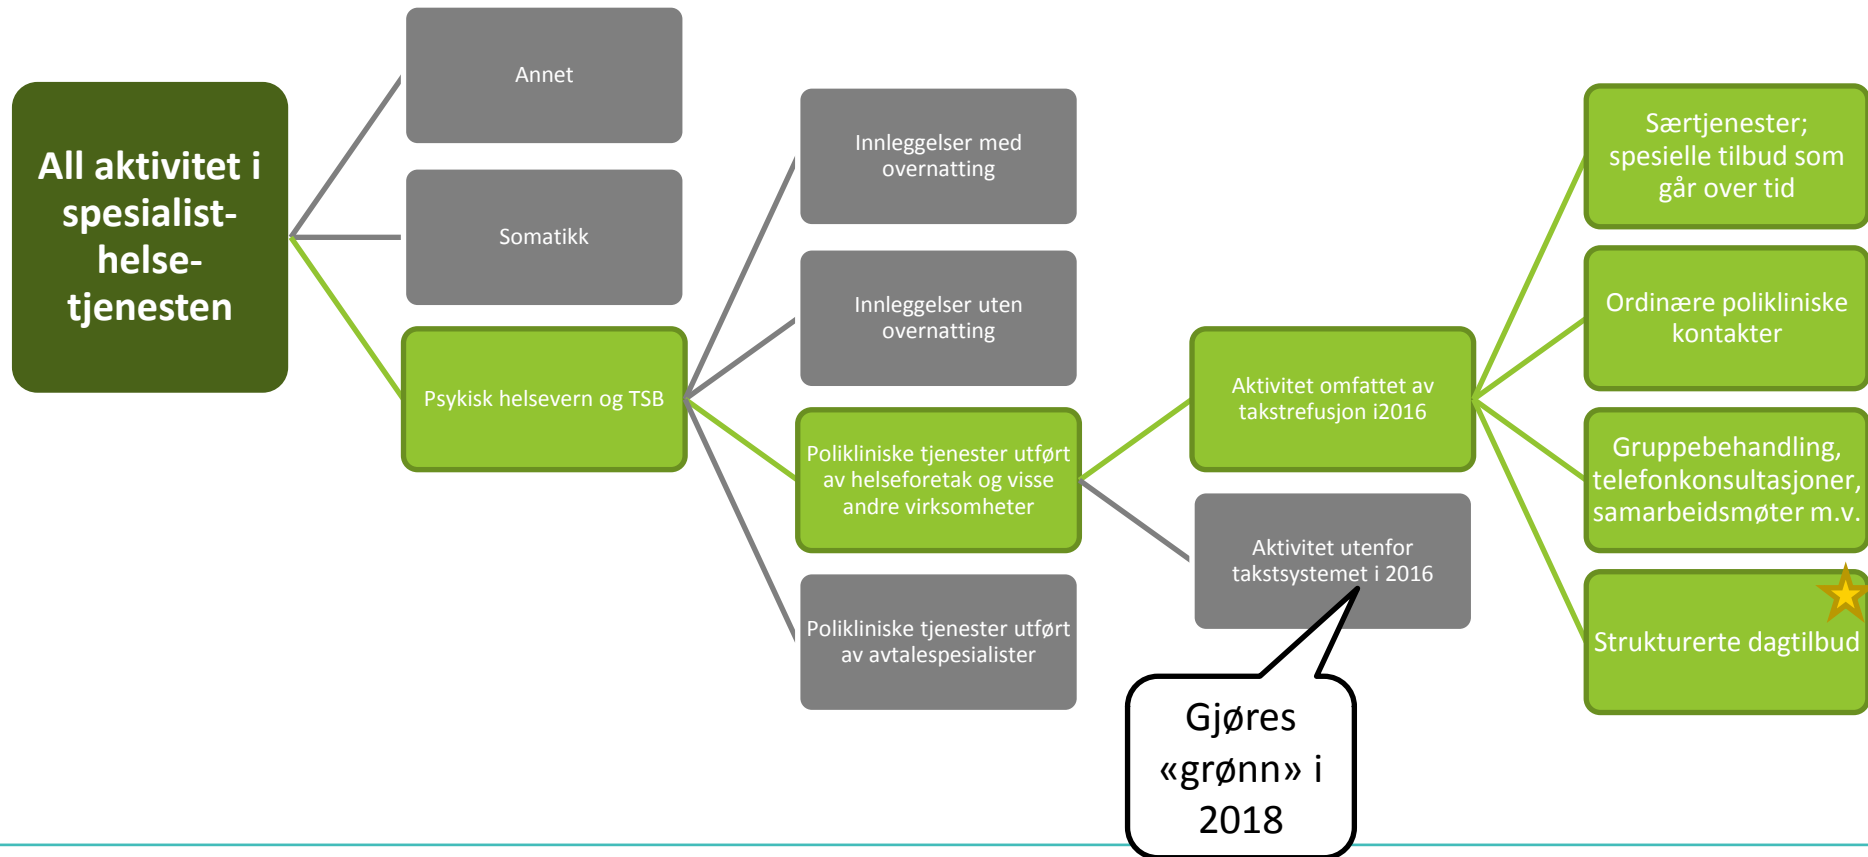 All aktivitet i
spesialist-
helse-
tjenesten
Annet
Somatikk
Psykisk helsevern og TSB
Innleggelser med
overnatting
Innleggelser uten
overnatting
Polikliniske tjenester utført
av helseforetak og visse
andre virksomheter
Polikliniske tjenester utført
av avtalespesialister
Aktivitet omfattet av
takstrefusjon i2016
Aktivitet utenfor
takstsystemet i 2016
Gjøres
«grønn» i
2018
Særtjenester;
spesielle tilbud som
går over tid
Ordinære polikliniske
kontakter
Gruppebehandling,
telefonkonsultasjoner,
samarbeidsmøter m.v.
Strukturerte dagtilbud